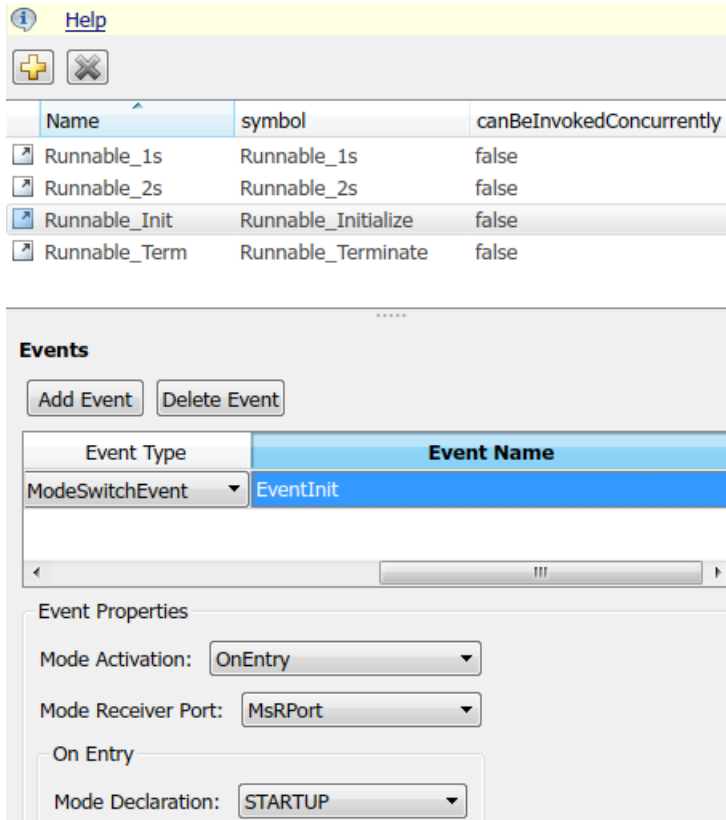 Help
Name symbol canBeInvokedConcurrently
Runnable_1s Runnable_1s false
Runnable_2s Runnable_2s false
Runnable_Init Runnable_Initialize false
Runnable_Term Runnable_Terminate false
Events
Add Event Delete Event
Event Type Event Name
ModeSwitchEvent EventInit
Event Properties
Mode Activation: OnEntry
Mode Receiver Port: MsRPort
On Entry
Mode Declaration: STARTUP